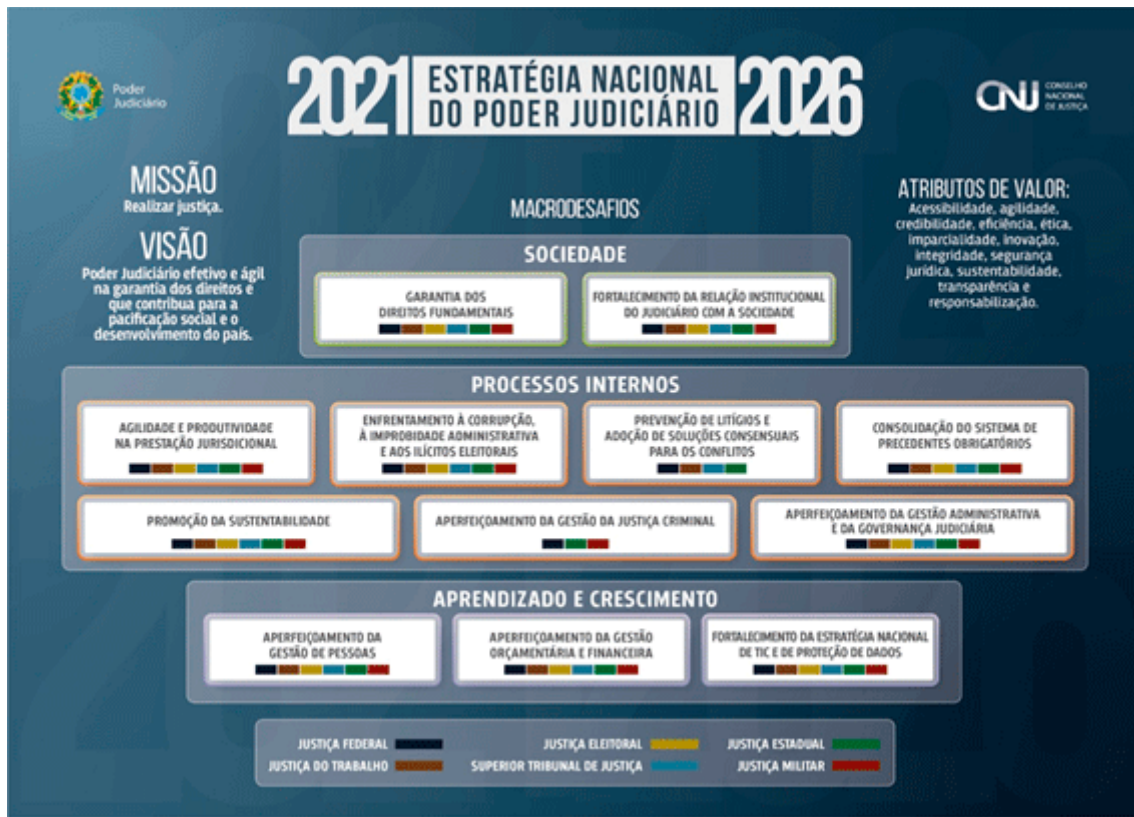 Poder
Judiciário
2021 ESTRATÉGIA NACIONAL
DO PODER JUDICIÁRIO 2026
CNJ CONSELHO
NACIONAL
DE JUSTIÇA
MISSÃO
Realizar justiça.
VISÃO
Poder Judiciário efetivo e ágil
na garantia dos direitos e
que contribua para a
pacificação social e o
desenvolvimento do país.
MACRODESAFIOS
ATRIBUTOS DE VALOR:
Acessibilidade, agilidade,
credibilidade, eficiência, ética,
imparcialidade, inovação,
integridade, segurança
jurídica, sustentabilidade,
transparência e
responsabilização.
SOCIEDADE
GARANTIA DOS
DIREITOS FUNDAMENTAIS
FORTALECIMENTO DA RELAÇÃO INSTITUCIONAL
DO JUDICIÁRIO COM A SOCIEDADE
PROCESSOS INTERNOS
AGILIDADE E PRODUTIVIDADE
NA PRESTAÇÃO JURISDICIONAL
ENFRENTAMENTO À CORRUPÇÃO,
À IMPROBIDADE ADMINISTRATIVA
E AOS ILÍCITOS ELEITORAIS
PREVENÇÃO DE LITÍGIOS E
ADOÇÃO DE SOLUÇÕES CONSENSUAIS
PARA OS CONFLITOS
CONSOLIDAÇÃO DO SISTEMA DE
PRECEDENTES OBRIGATÓRIOS
PROMOÇÃO DA SUSTENTABILIDADE
APERFEIÇOAMENTO DA GESTÃO DA JUSTIÇA CRIMINAL
APERFEIÇOAMENTO DA GESTÃO ADMINISTRATIVA
E DA GOVERNANÇA JUDICIÁRIA
APRENDIZADO E CRESCIMENTO
APERFEIÇOAMENTO DA
GESTÃO DE PESSOAS
APERFEIÇOAMENTO DA GESTÃO
ORÇAMENTÁRIA E FINANCEIRA
FORTALECIMENTO DA ESTRATÉGIA NACIONAL
DE TIC E DE PROTEÇÃO DE DADOS
JUSTIÇA FEDERAL
JUSTIÇA ELEITORAL
JUSTIÇA ESTADUAL
JUSTIÇA DO TRABALHO
SUPERIOR TRIBUNAL DE JUSTIÇA
JUSTIÇA MILITAR